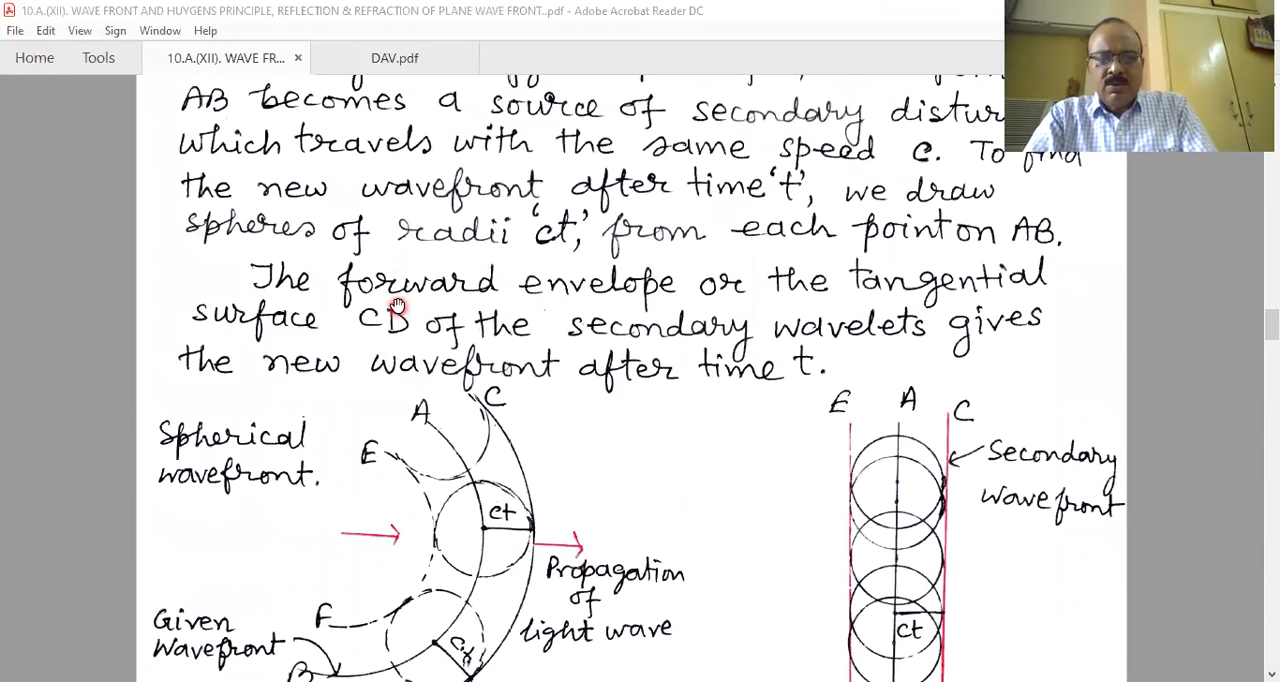 10.A.(XII). WAVE FRONT AND HUYGENS PRINCIPLE, REFLECTION & REFRACTION OF PLANE WAVE FRONT..pdf - Adobe Acrobat Reader DC
File Edit View Sign Window Help
Home Tools 10.A.(XII). WAVE FR... × DAV.pdf
AB becomes a source of secondary distur
which travels with the same speed c. To find
the new wavefront after time 't', we draw
spheres of radii 'ct,' from each point on AB.
The forward envelope or the tangential
surface CB of the secondary wavelets gives
the new wavefront after time t.
Spherical
wavefront.
A
C
E
ct
Propagation
of
light wave
F
Given
Wavefront
B
E A C
Secondary
Wavefront
ct